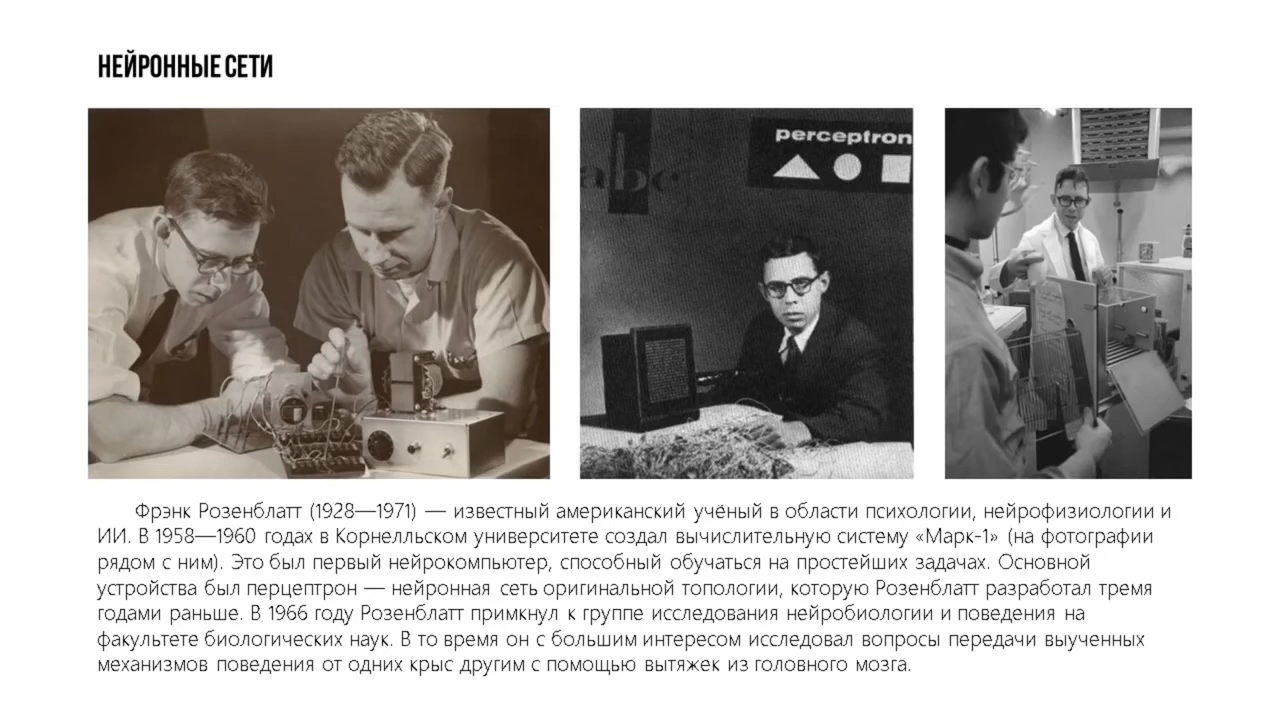 НЕЙРОННЫЕ СЕТИ
abc
perceptron
Фрэнк Розенблатт (1928—1971) — известный американский учёный в области психологии, нейрофизиологии и
ИИ. В 1958—1960 годах в Корнелльском университете создал вычислительную систему «Марк-1» (на фотографии
рядом с ним). Это был первый нейрокомпьютер, способный обучаться на простейших задачах. Основной
устройства был перцептрон — нейронная сеть оригинальной топологии, которую Розенблатт разработал тремя
годами раньше. В 1966 году Розенблатт примкнул к группе исследования нейробиологии и поведения на
факультете биологических наук. В то время он с большим интересом исследовал вопросы передачи выученных
механизмов поведения от одних крыс другим с помощью вытяжек из головного мозга.